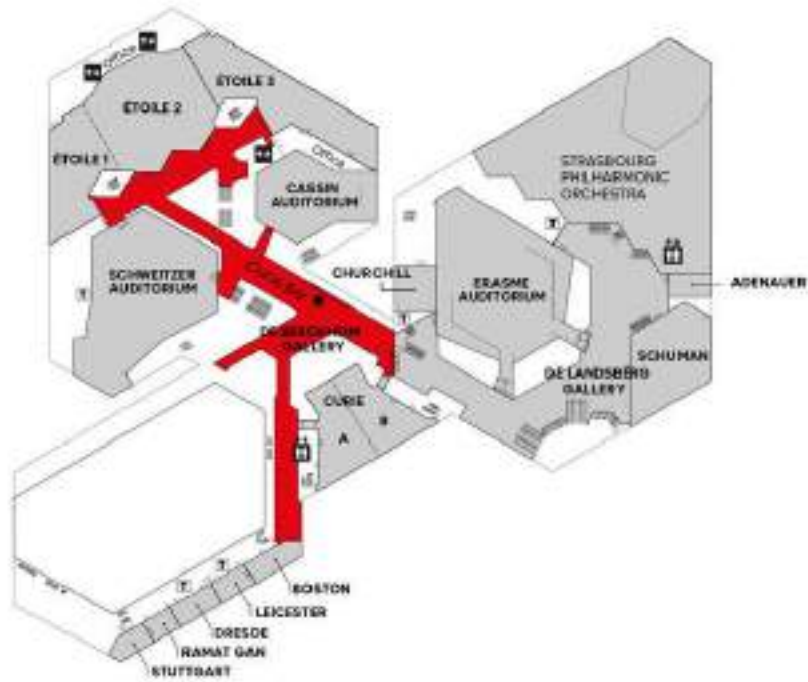 Office
ÉTOILE 3
ÉTOILE 2
ÉTOILE 1
Office
CASSIN
AUDITORIUM
STRASBOURG
PHILHARMONIC
ORCHESTRA
T
SCHWEITZER
AUDITORIUM
CHURCHILL
ERASME
AUDITORIUM
ADENAUER
T
T
GALLERY
SCHUMAN
DE LANDSBERG
GALLERY
CURIE
A
B
T
T
T
BOSTON
LEICESTER
DRESDE
RAMAT GAN
STUTTGART